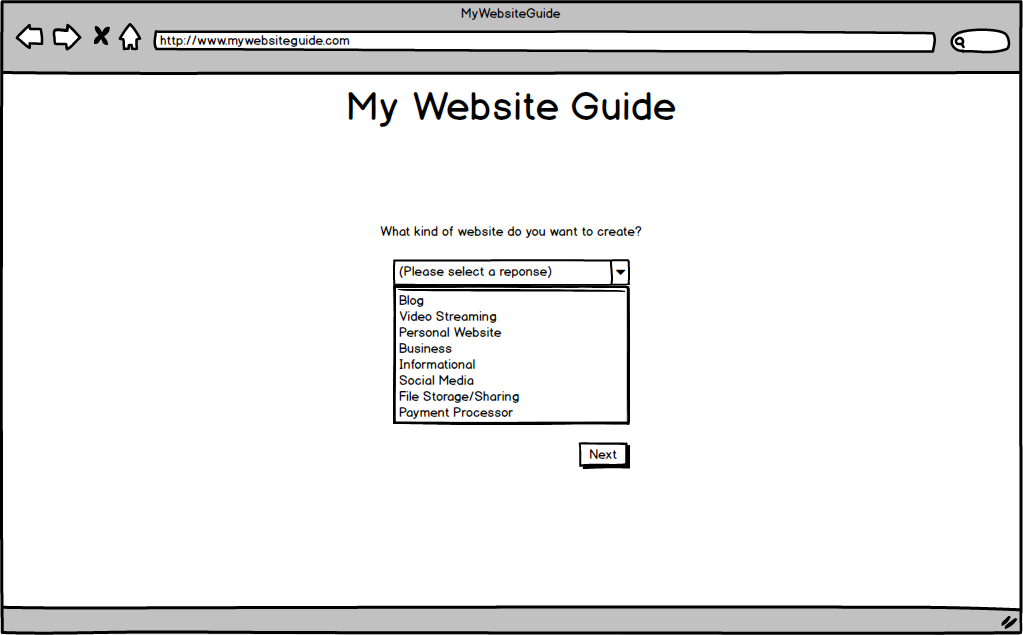 MyWebsiteGuide
http://www.mywebsiteguide.com
My Website Guide
What kind of website do you want to create?
(Please select a reponse)
Blog
Video Streaming
Personal Website
Business
Informational
Social Media
File Storage/Sharing
Payment Processor
Next